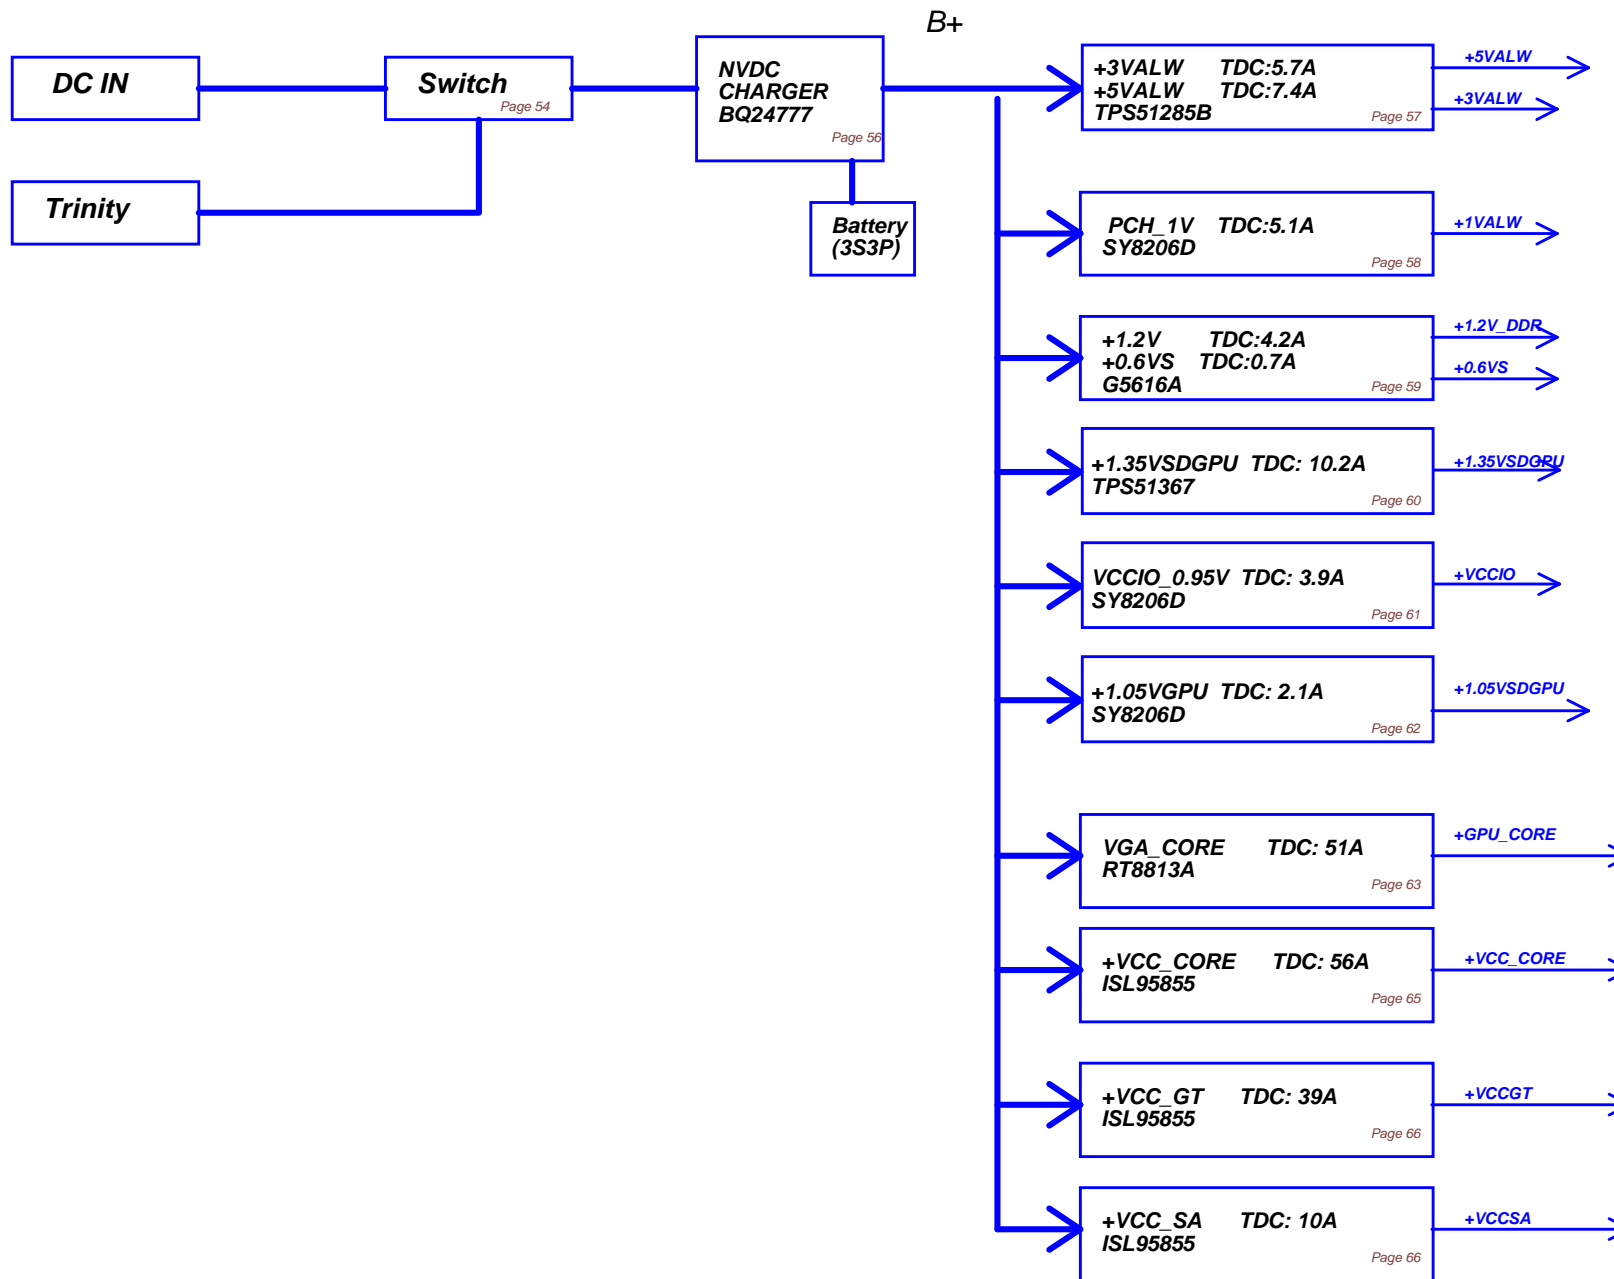 B+
DC IN
Switch
Page 54
Trinity
NVDC
CHARGER
BQ24777
Page 56
Battery
(3S3P)
+3VALW TDC:5.7A
+5VALW TDC:7.4A
TPS51285B
Page 57
+5VALW
+3VALW
PCH_1V TDC:5.1A
SY8206D
Page 58
+1VALW
+1.2V TDC:4.2A
+0.6VS TDC:0.7A
G5616A
Page 59
+1.2V_DDR
+0.6VS
+1.35VSDGPU TDC: 10.2A
TPS51367
Page 60
+1.35VSDGPU
VCCIO_0.95V TDC: 3.9A
SY8206D
Page 61
+VCCIO
+1.05VGPU TDC: 2.1A
SY8206D
Page 62
+1.05VSDGPU
VGA_CORE TDC: 51A
RT8813A
Page 63
+GPU_CORE
+VCC_CORE TDC: 56A
ISL95855
Page 65
+VCC_CORE
+VCC_GT TDC: 39A
ISL95855
Page 66
+VCCGT
+VCC_SA TDC: 10A
ISL95855
Page 66
+VCCSA